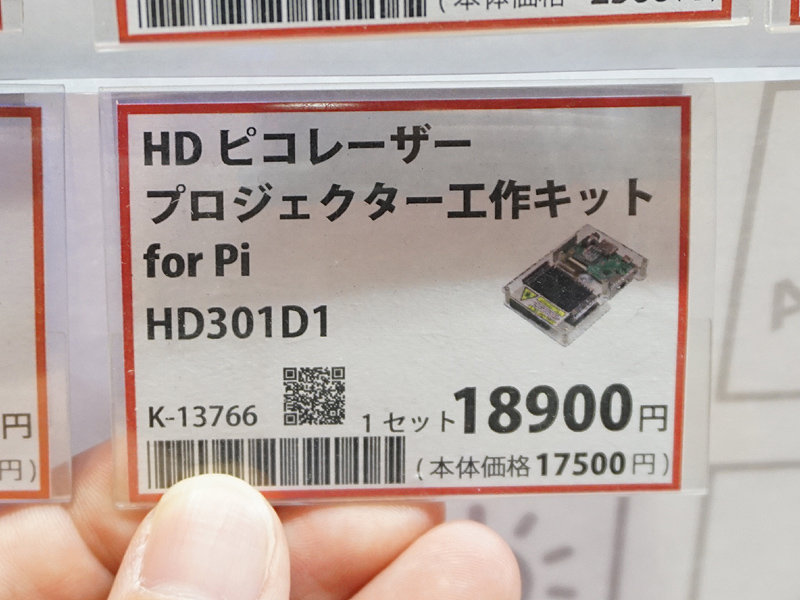 HD ピコレーザー
プロジェクター工作キット
for Pi
HD301D1
K-13766
1セット18900円
(本体価格17500円)
円
円)